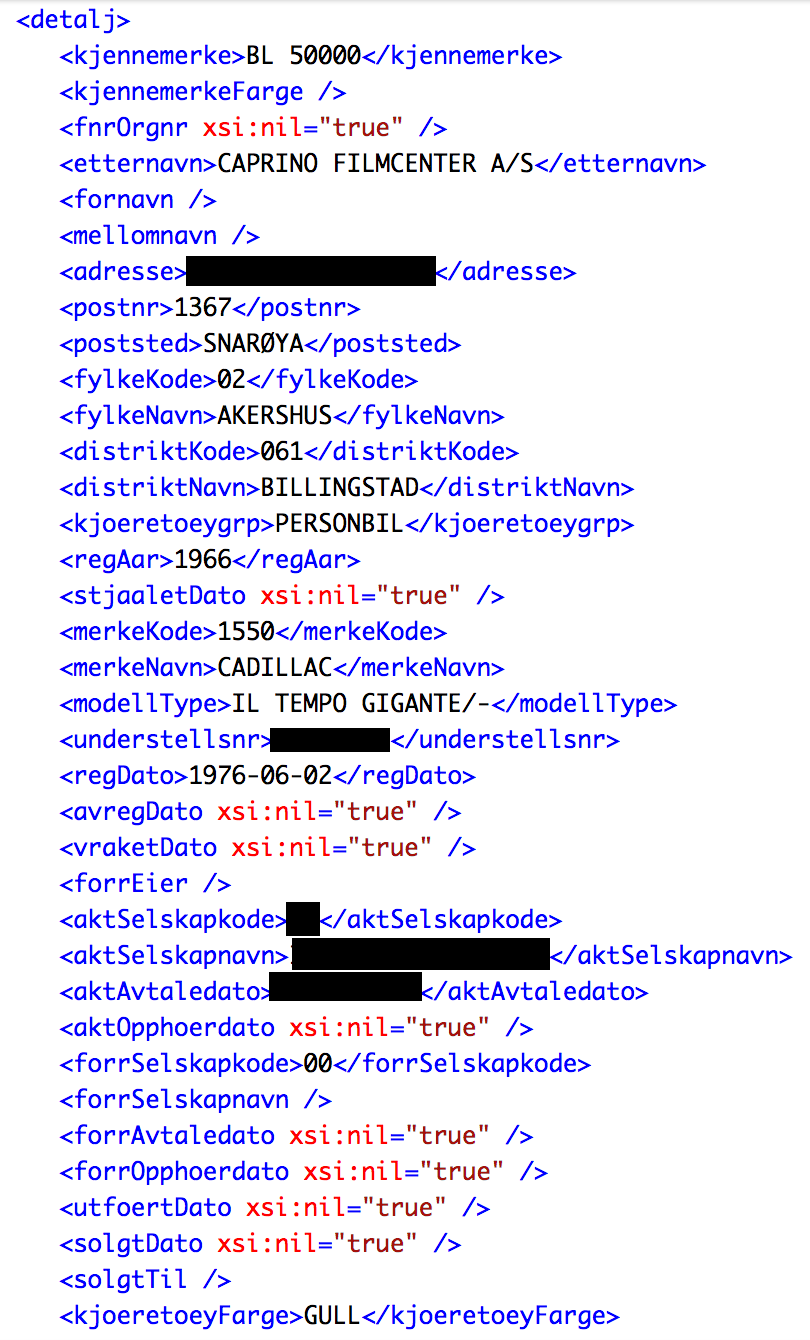 <detalj>
<kjennemerke>BL 50000</kjennemerke>
<kjennemerkeFarge />
<fnrOrgnr xsi:nil="true" />
<etternavn>CAPRINO FILMCENTER A/S</etternavn>
<fornavn />
<mellomnavn />
<adresse></adresse>
<postnr>1367</postnr>
<poststed>SNARØYA</poststed>
<fylkeKode>02</fylkeKode>
<fylkeNavn>AKERSHUS</fylkeNavn>
<distriktKode>061</distriktKode>
<distriktNavn>BILLINGSTAD</distriktNavn>
<kjoeretoeygrp>PERSONBIL</kjoeretoeygrp>
<regAar>1966</regAar>
<stjaaletDato xsi:nil="true" />
<merkeKode>1550</merkeKode>
<merkeNavn>CADILLAC</merkeNavn>
<modellType>IL TEMPO GIGANTE/-</modellType>
<understellsnr></understellsnr>
<regDato>1976-06-02</regDato>
<avregDato xsi:nil="true" />
<vraketDato xsi:nil="true" />
<forrEier />
<aktSelskapkode></aktSelskapkode>
<aktSelskapnavn></aktSelskapnavn>
<aktAvtaledato></aktAvtaledato>
<aktOpphoerdato xsi:nil="true" />
<forrSelskapkode>00</forrSelskapkode>
<forrSelskapnavn />
<forrAvtaledato xsi:nil="true" />
<forrOpphoerdato xsi:nil="true" />
<utfoertDato xsi:nil="true" />
<solgtDato xsi:nil="true" />
<solgtTil />
<kjoeretoeyFarge>GULL</kjoeretoeyFarge>